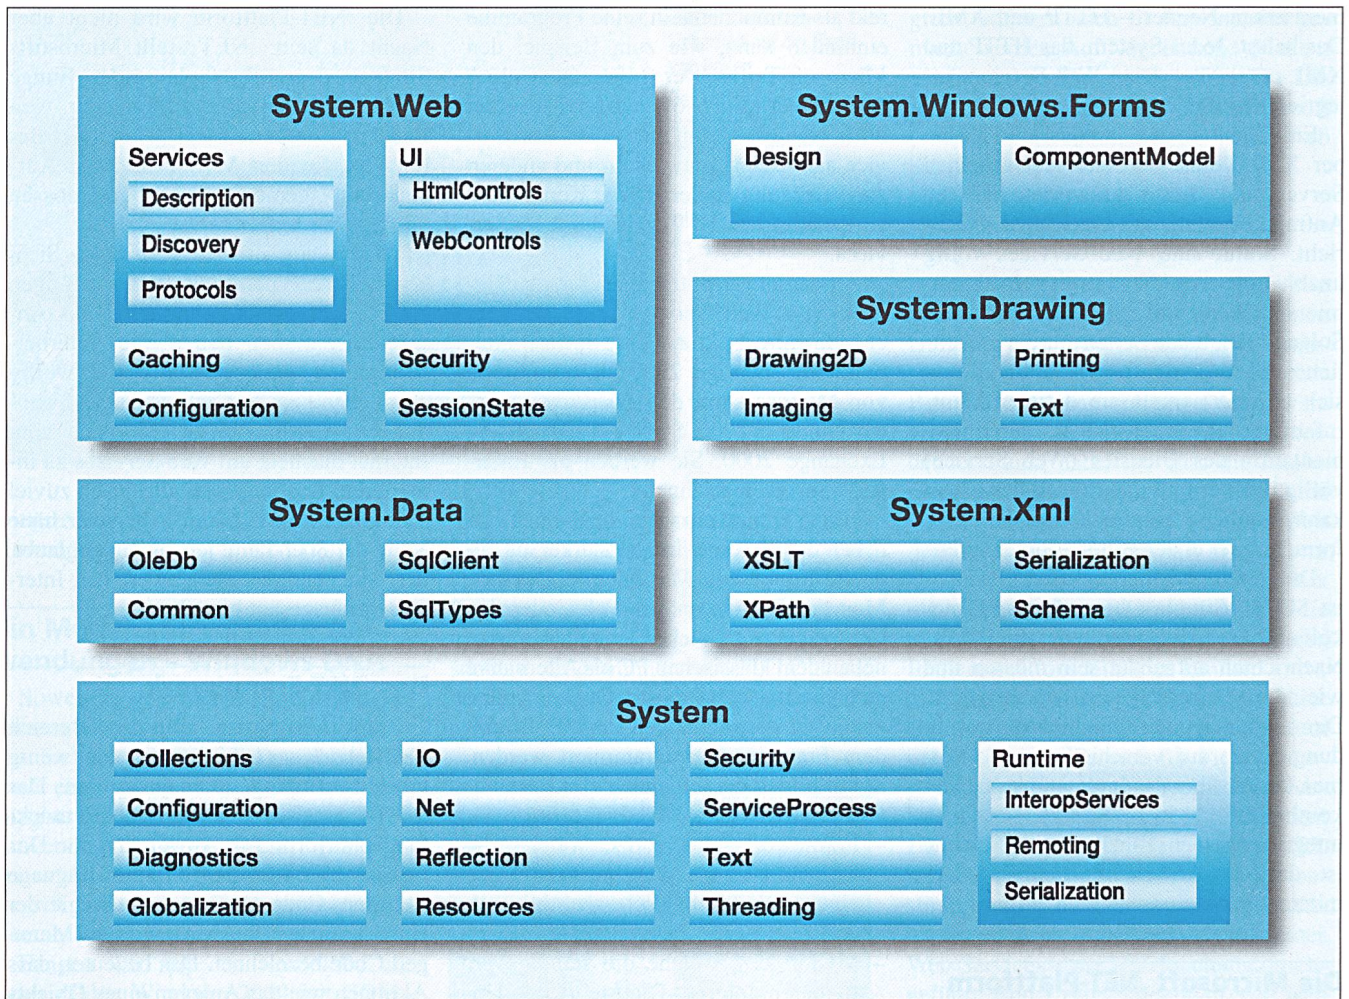 System.Web
Services
Description
Discovery
Protocols
UI
HtmlControls
WebControls
Caching
Security
Configuration
SessionState
System.Windows.Forms
Design
ComponentModel
System.Drawing
Drawing2D
Printing
Imaging
Text
System.Data
OleDb
SqlClient
Common
SqlTypes
System.Xml
XSLT
Serialization
XPath
Schema
System
Collections
Configuration
Diagnostics
Globalization
IO
Net
Reflection
Resources
Security
ServiceProcess
Text
Threading
Runtime
InteropServices
Remoting
Serialization